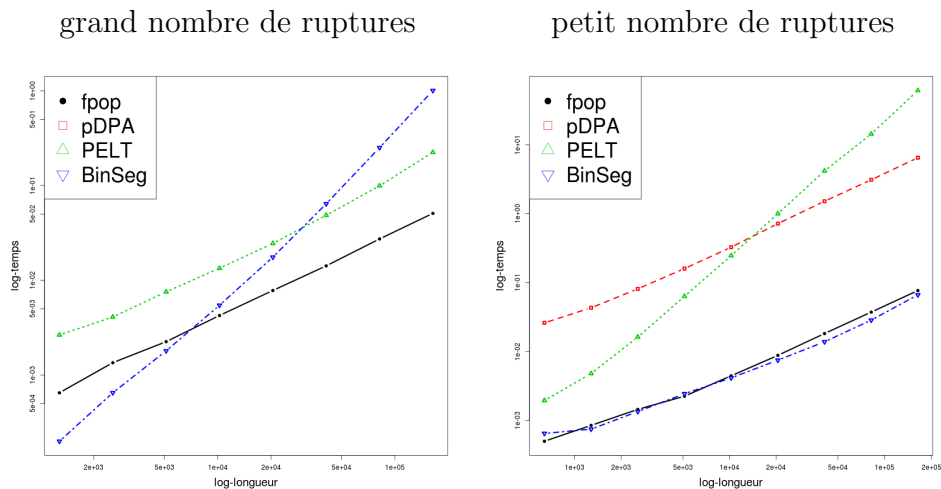 grand nombre de ruptures
petit nombre de ruptures
fpop
pDPA
PELT
BinSeg
log-temps
1e+00
5e-01
1e-01
5e-02
1e-02
5e-03
1e-03
5e-04
2e+03
5e+03
1e+04
2e+04
5e+04
1e+05
log-longueur
fpop
pDPA
PELT
BinSeg
log-temps
1e+01
1e+00
1e-01
1e-02
1e-03
1e+03
2e+03
5e+03
1e+04
2e+04
5e+04
1e+05
2e+05
log-longueur